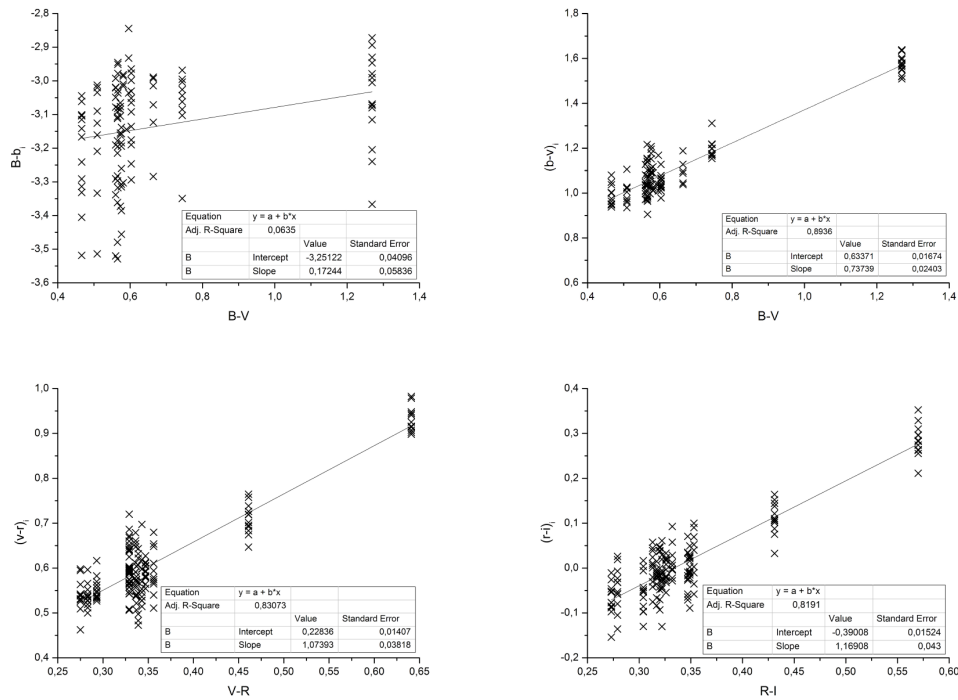 -2,8
-2,9
-3,0
-3,1
-3,2
-3,3
-3,4
-3,5
-3,6
B-b_i
0,4 0,6 0,8 1,0 1,2 1,4
B-V
Equation y = a + b*x
Adj. R-Square 0,0635
Value Standard Error
B Intercept -3,25122 0,04096
B Slope 0,17244 0,05836
1,8
1,6
1,4
1,2
1,0
0,8
0,6
(b-v)_i
0,4 0,6 0,8 1,0 1,2 1,4
B-V
Equation y = a + b*x
Adj. R-Square 0,8936
Value Standard Error
B Intercept 0,63371 0,01674
B Slope 0,73739 0,02403
1,0
0,9
0,8
0,7
0,6
0,5
0,4
(v-r)_i
0,25 0,30 0,35 0,40 0,45 0,50 0,55 0,60 0,65
V-R
Equation y = a + b*x
Adj. R-Square 0,83073
Value Standard Error
B Intercept 0,22836 0,01407
B Slope 1,07393 0,03818
0,4
0,3
0,2
0,1
0,0
-0,1
-0,2
(r-i)_i
0,25 0,30 0,35 0,40 0,45 0,50 0,55 0,60
R-I
Equation y = a + b*x
Adj. R-Square 0,8191
Value Standard Error
B Intercept -0,39008 0,01524
B Slope 1,16908 0,043